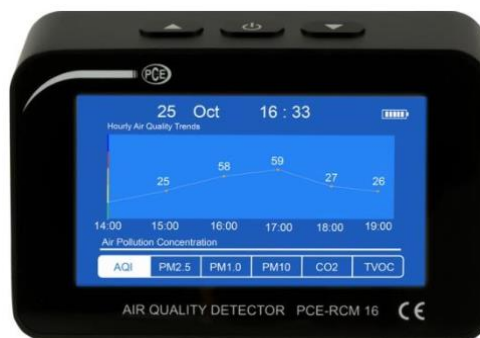 PCE
25 Oct 16 : 33
Hourly Air Quality Trends
25 58 59 27 26
14:00 15:00 16:00 17:00 18:00 19:00
Air Pollution Concentration
AQI PM2.5 PM1.0 PM10 CO2 TVOC
AIR QUALITY DETECTOR PCE-RCM 16 CE